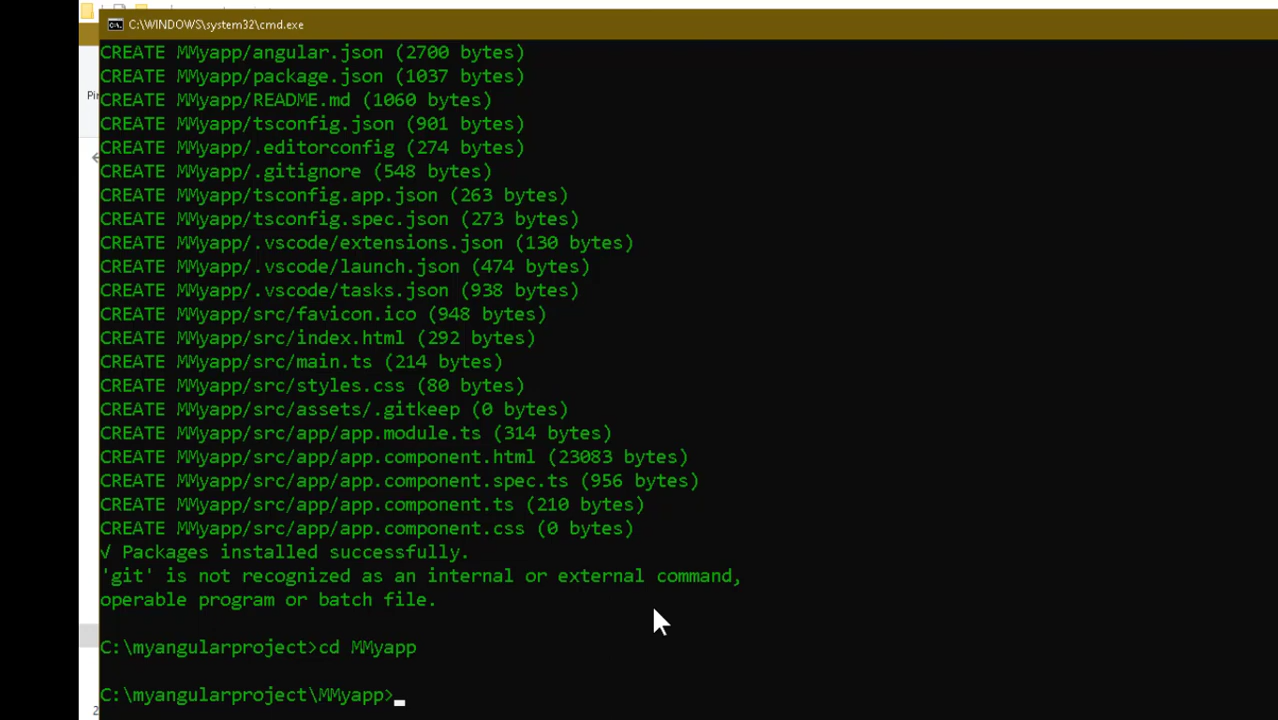 C:\WINDOWS\system32\cmd.exe
CREATE MMyapp/angular.json (2700 bytes)
CREATE MMyapp/package.json (1037 bytes)
CREATE MMyapp/README.md (1060 bytes)
CREATE MMyapp/tsconfig.json (901 bytes)
CREATE MMyapp/.editorconfig (274 bytes)
CREATE MMyapp/.gitignore (548 bytes)
CREATE MMyapp/tsconfig.app.json (263 bytes)
CREATE MMyapp/tsconfig.spec.json (273 bytes)
CREATE MMyapp/.vscode/extensions.json (130 bytes)
CREATE MMyapp/.vscode/launch.json (474 bytes)
CREATE MMyapp/.vscode/tasks.json (938 bytes)
CREATE MMyapp/src/favicon.ico (948 bytes)
CREATE MMyapp/src/index.html (292 bytes)
CREATE MMyapp/src/main.ts (214 bytes)
CREATE MMyapp/src/styles.css (80 bytes)
CREATE MMyapp/src/assets/.gitkeep (0 bytes)
CREATE MMyapp/src/app/app.module.ts (314 bytes)
CREATE MMyapp/src/app/app.component.html (23083 bytes)
CREATE MMyapp/src/app/app.component.spec.ts (956 bytes)
CREATE MMyapp/src/app/app.component.ts (210 bytes)
CREATE MMyapp/src/app/app.component.css (0 bytes)
√ Packages installed successfully.
'git' is not recognized as an internal or external command,
operable program or batch file.
C:\myangularproject>cd MMyapp
C:\myangularproject\MMyapp>